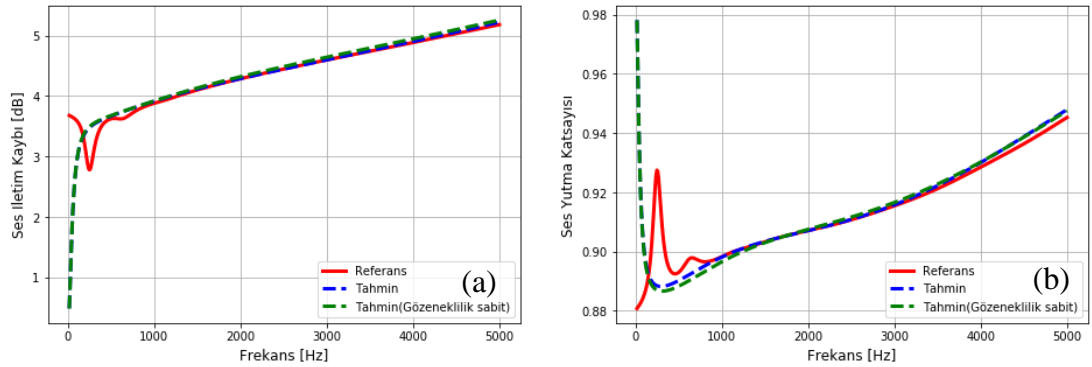 Ses İletim Kaybı [dB]
5
4
3
2
1
0
1000
2000
3000
4000
5000
Frekans [Hz]
Referans
Tahmin
Tahmin(Gözeneklilik sabit)
(a)
Ses Yutma Katsayısı
0.98
0.96
0.94
0.92
0.90
0.88
0
1000
2000
3000
4000
5000
Frekans [Hz]
Referans
Tahmin
Tahmin(Gözeneklilik sabit)
(b)